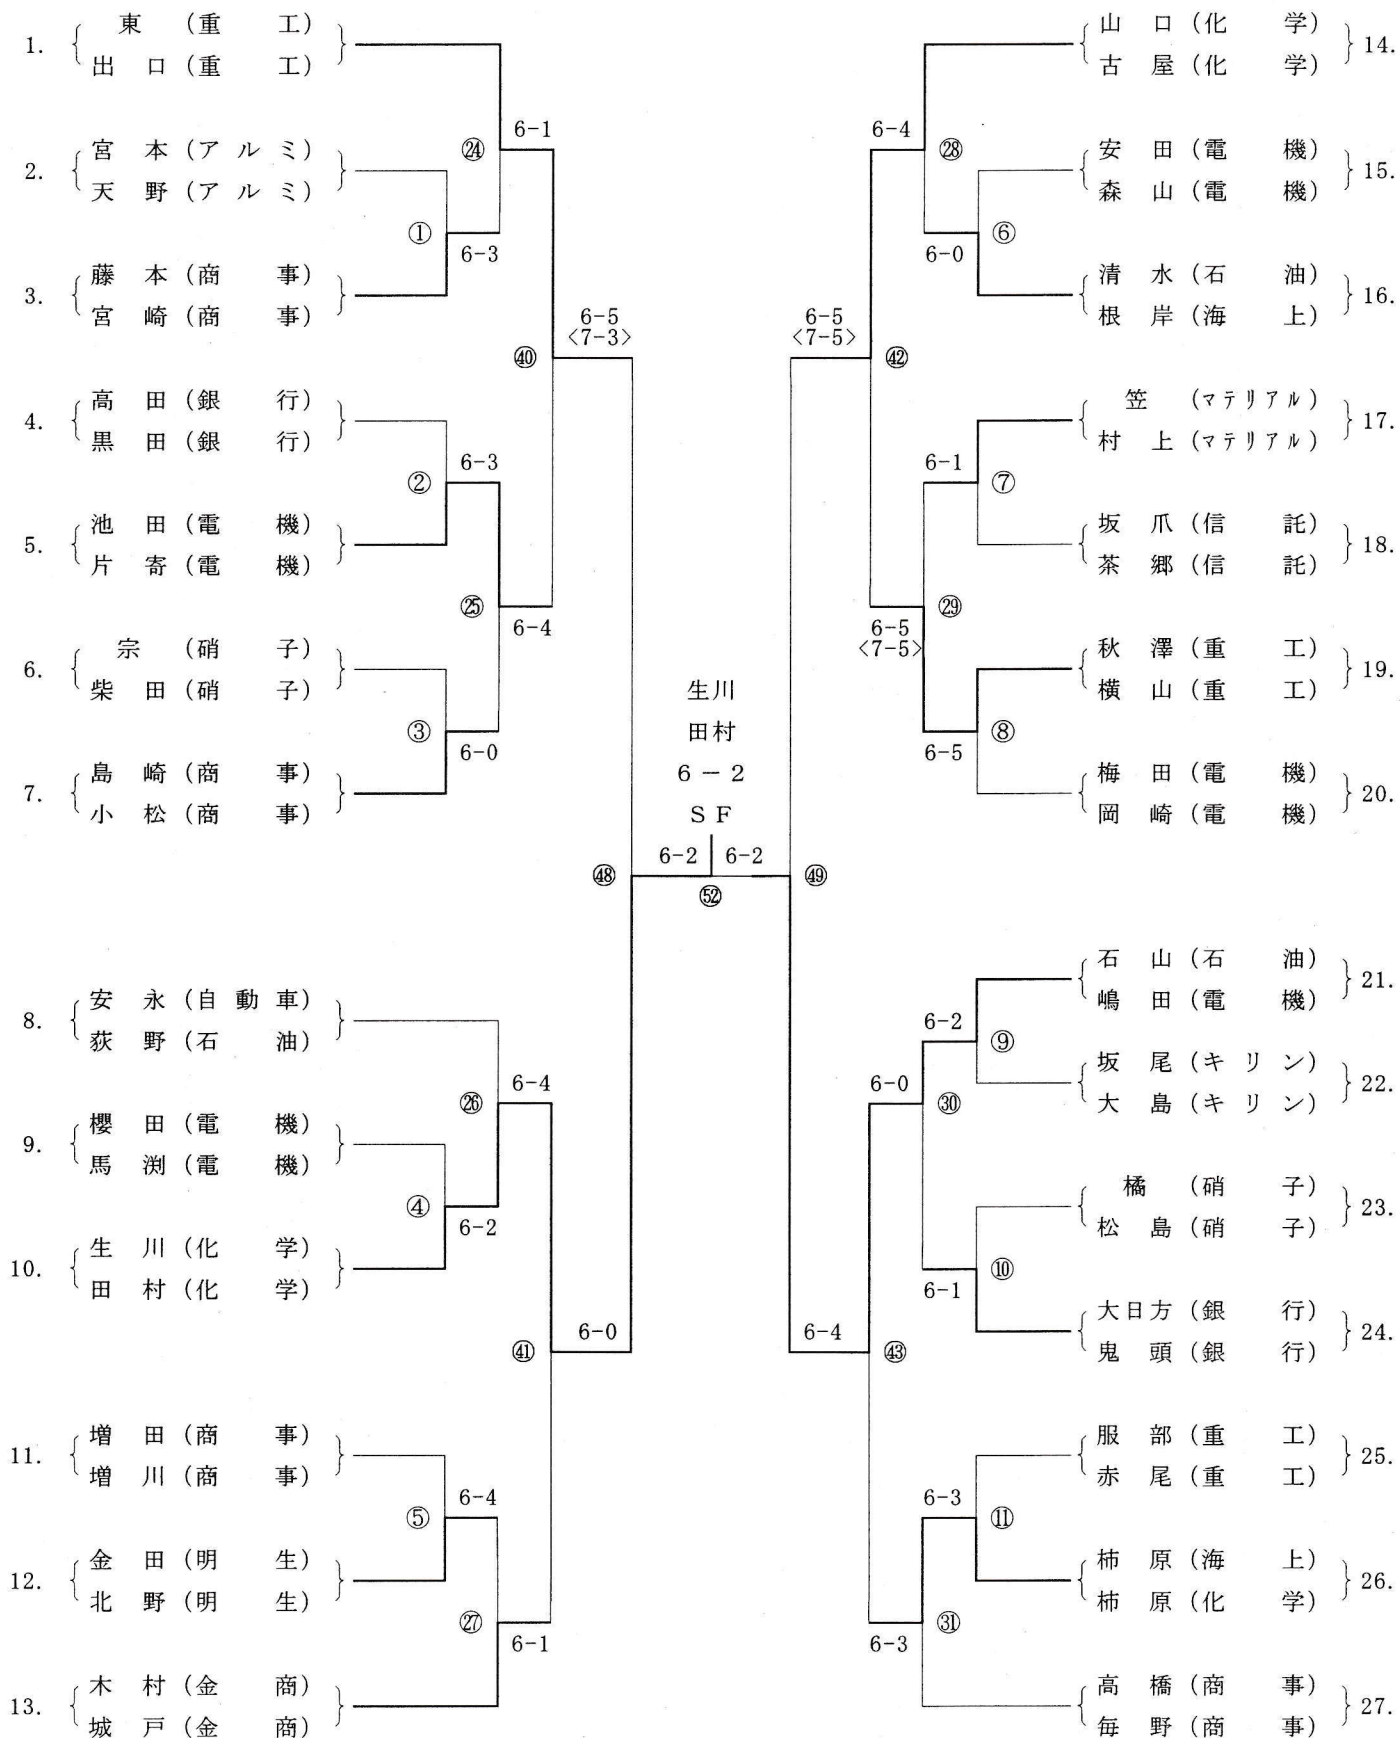 1. 東 (重 工)
出 口 (重 工)
2. 宮 本 (ア ル ミ)
天 野 (ア ル ミ)
3. 藤 本 (商 事)
宮 崎 (商 事)
4. 高 田 (銀 行)
黒 田 (銀 行)
5. 池 田 (電 機)
片 寄 (電 機)
6. 宗 (硝 子)
柴 田 (硝 子)
7. 島 崎 (商 事)
小 松 (商 事)
8. 安 永 (自 動 車)
荻 野 (石 油)
9. 櫻 田 (電 機)
馬 渕 (電 機)
10. 生 川 (化 学)
田 村 (化 学)
11. 増 田 (商 事)
増 川 (商 事)
12. 金 田 (明 生)
北 野 (明 生)
13. 木 村 (金 商)
城 戸 (金 商)
① 6-3
② 6-3
③ 6-0
④ 6-2
⑤ 6-4
㉔ 6-1
㉕ 6-4
㉖ 6-4
㉗ 6-1
㊵ 6-5
<7-3>
㊶ 6-0
㊽ 6-2
生川
田村
6－2
S F
52
6-2 ㊾
6-5 ㊷
<7-5>
6-4 ㊸
6-4 ㉘
6-5 ㉙
<7-5>
6-0 ㉚
6-3 ㉛
6-0 ⑥
6-1 ⑦
6-5 ⑧
6-2 ⑨
6-1 ⑩
6-3 ⑪
山 口 (化 学) 14.
古 屋 (化 学)
安 田 (電 機) 15.
森 山 (電 機)
清 水 (石 油) 16.
根 岸 (海 上)
笠 (マテリアル) 17.
村 上 (マテリアル)
坂 爪 (信 託) 18.
茶 郷 (信 託)
秋 澤 (重 工) 19.
横 山 (重 工)
梅 田 (電 機) 20.
岡 崎 (電 機)
石 山 (石 油) 21.
嶋 田 (電 機)
坂 尾 (キ リ ン) 22.
大 島 (キ リ ン)
橘 (硝 子) 23.
松 島 (硝 子)
大日方 (銀 行) 24.
鬼 頭 (銀 行)
服 部 (重 工) 25.
赤 尾 (重 工)
柿 原 (海 上) 26.
柿 原 (化 学)
高 橋 (商 事) 27.
毎 野 (商 事)